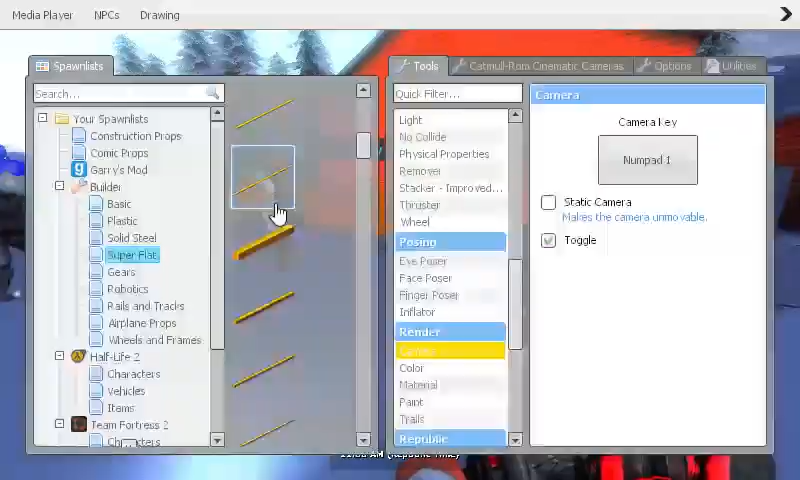 Media Player
NPCs
Drawing
Spawnlists
Tools
Catmull-Rom Cinematic Cameras
Options
Utilities
Search...
Your Spawnlists
Construction Props
Comic Props
Garry's Mod
Builder
Basic
Plastic
Solid Steel
Super Flat
Gears
Robotics
Rails and Tracks
Airplane Props
Wheels and Frames
Half-Life 2
Characters
Vehicles
Items
Team Fortress 2
Characters
Quick Filter...
Light
No Collide
Physical Properties
Remover
Stacker - Improved...
Thruster
Wheel
Posing
Eye Poser
Face Poser
Finger Poser
Inflator
Render
Camera
Color
Material
Paint
Trails
Republic
Camera
Camera Key
Numpad 1
Static Camera
Makes the camera unmovable.
Toggle